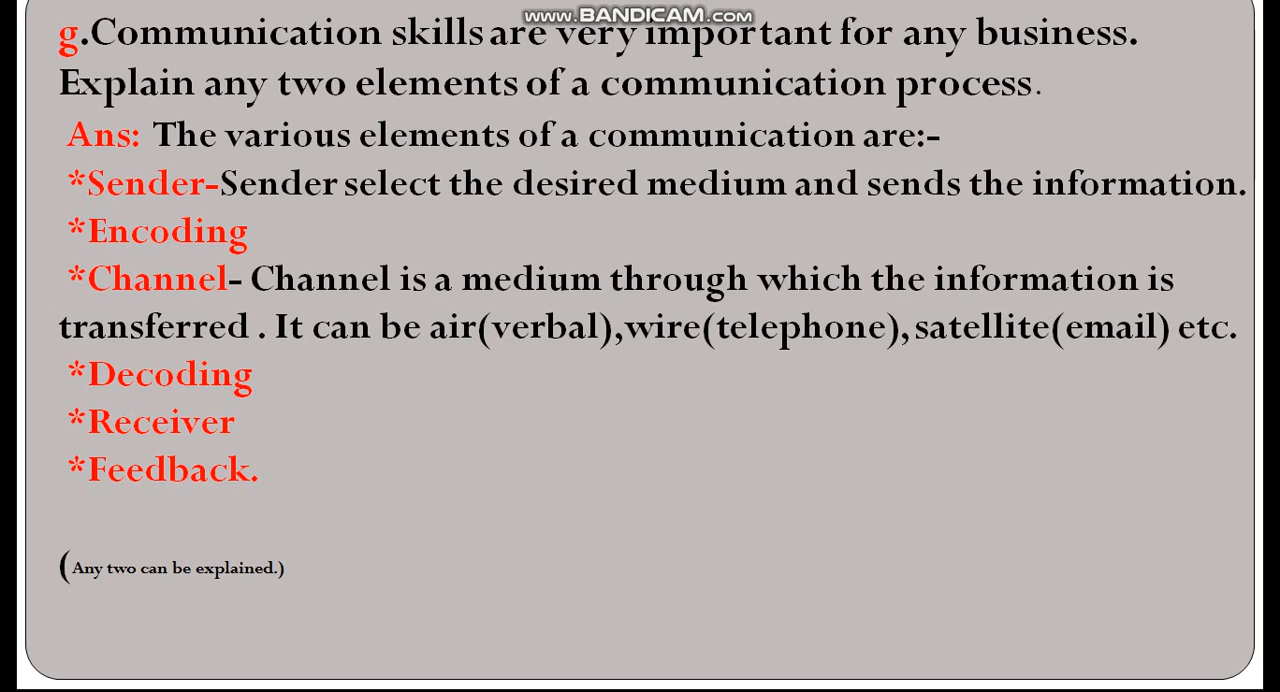 www.BANDICAM.com
g.Communication skills are very important for any business.
Explain any two elements of a communication process.
Ans: The various elements of a communication are:-
*Sender-Sender select the desired medium and sends the information.
*Encoding
*Channel- Channel is a medium through which the information is
transferred . It can be air(verbal),wire(telephone), satellite(email) etc.
*Decoding
*Receiver
*Feedback.
(Any two can be explained.)